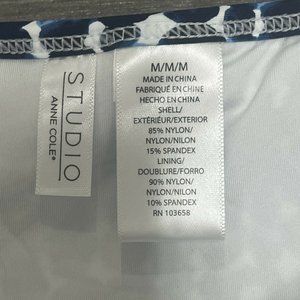 STUDIO
ANNE COLE®
M/M/M
MADE IN CHINA
FABRIQUÉ EN CHINE
HECHO EN CHINA
SHELL/
EXTÉRIEUR/EXTERIOR
85% NYLON/
NYLON/NILON
15% SPANDEX
LINING/
DOUBLURE/FORRO
90% NYLON/
NYLON/NILON
10% SPANDEX
RN 103658